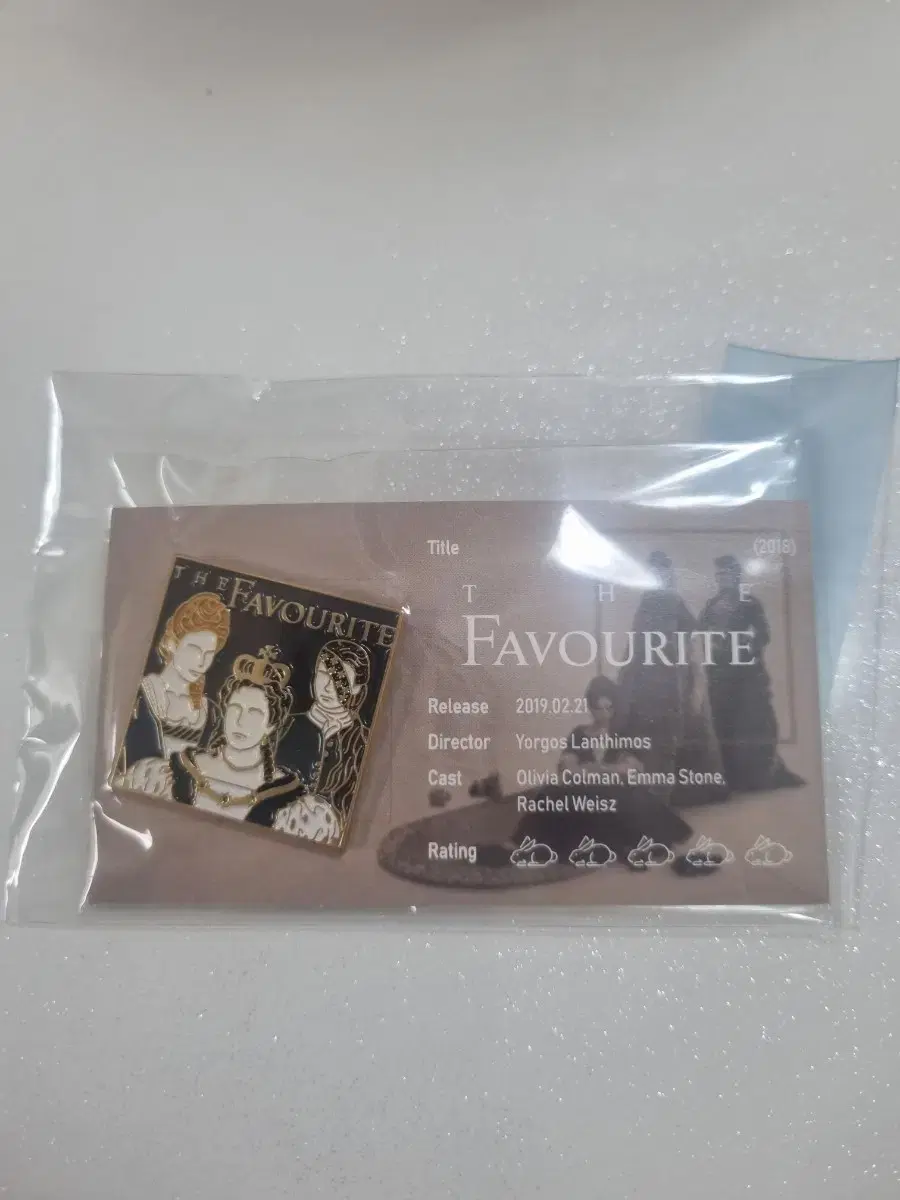 THE
FAVOURITE
Title
(2018)
T H E
FAVOURITE
Release 2019.02.21
Director Yorgos Lanthimos
Cast Olivia Colman, Emma Stone,
Rachel Weisz
Rating